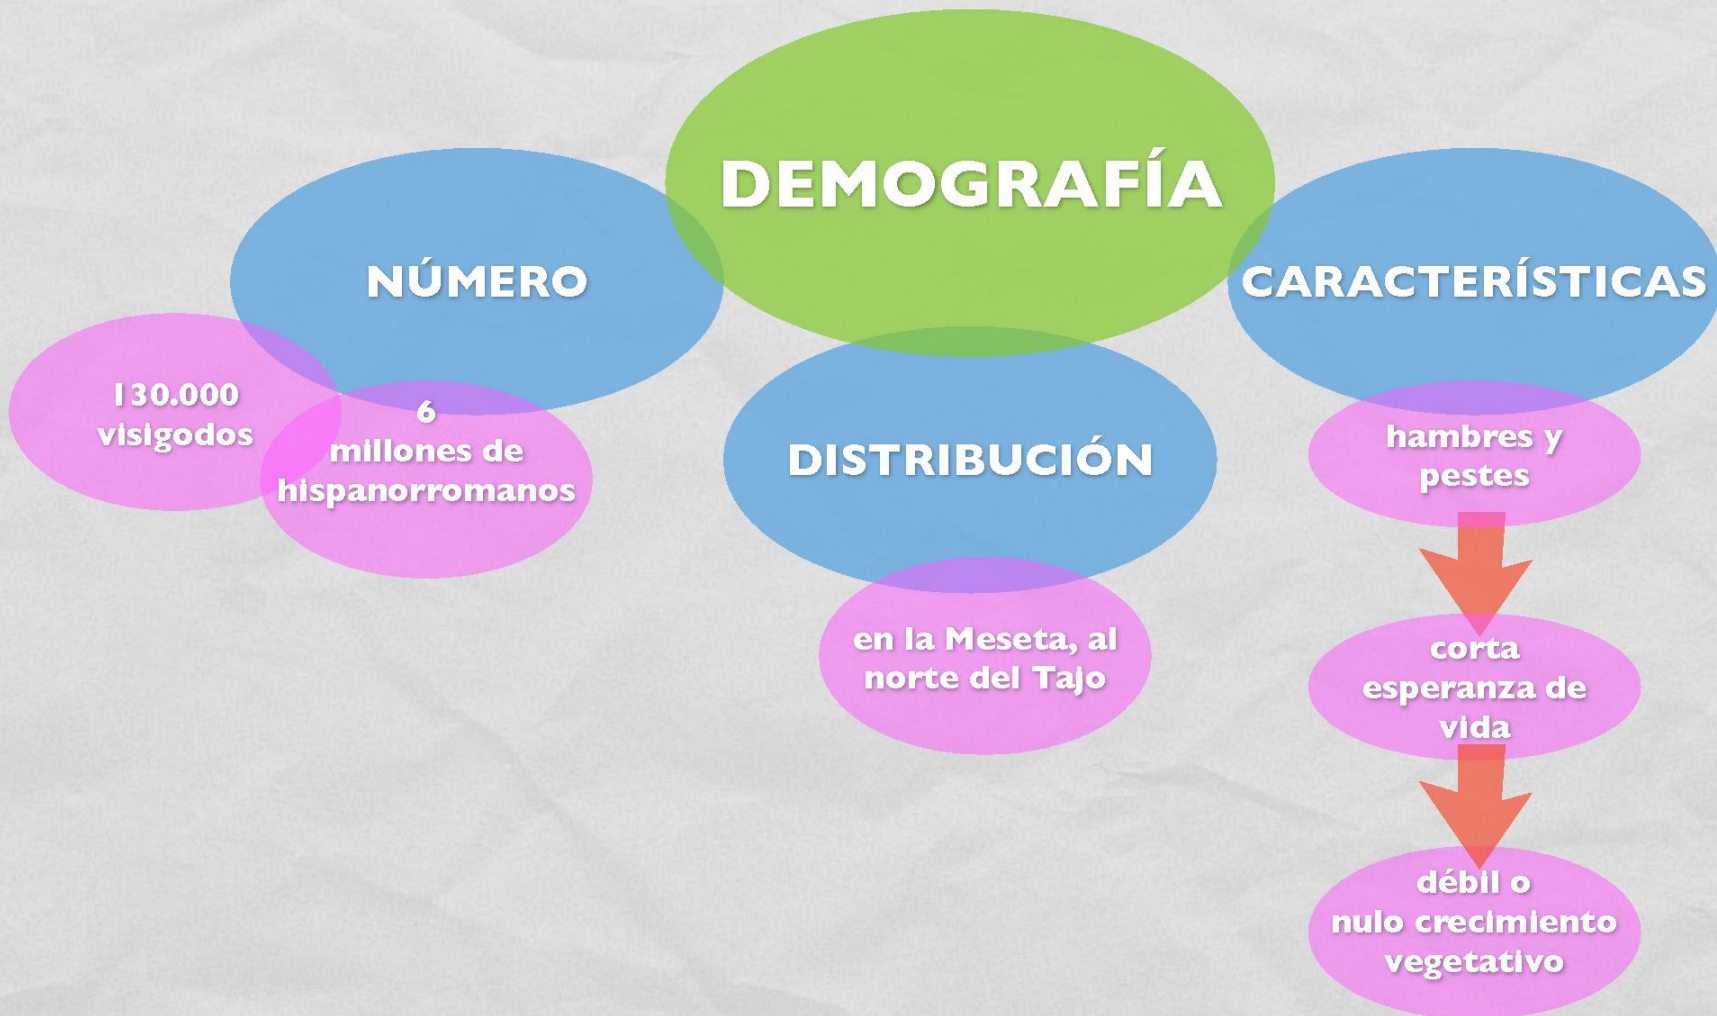 DEMOGRAFÍA
NÚMERO
130.000
visigodos
6
millones de
hispanorromanos
DISTRIBUCIÓN
en la Meseta, al
norte del Tajo
CARACTERÍSTICAS
hambres y
pestes
corta
esperanza de
vida
débil o
nulo crecimiento
vegetativo